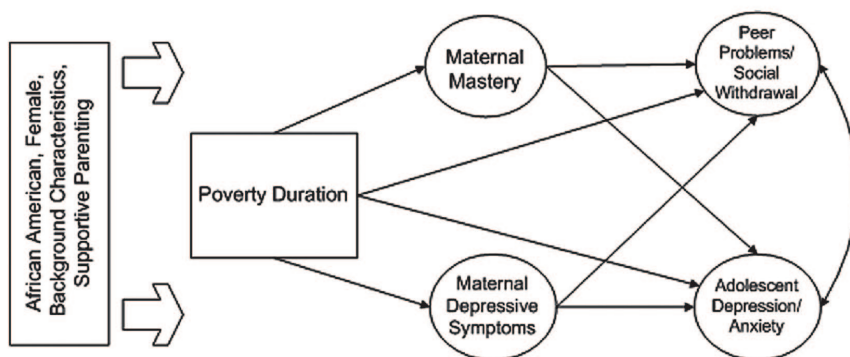 African American, Female,
Background Characteristics,
Supportive Parenting
Poverty Duration
Maternal
Mastery
Maternal
Depressive
Symptoms
Peer
Problems/
Social
Withdrawal
Adolescent
Depression/
Anxiety